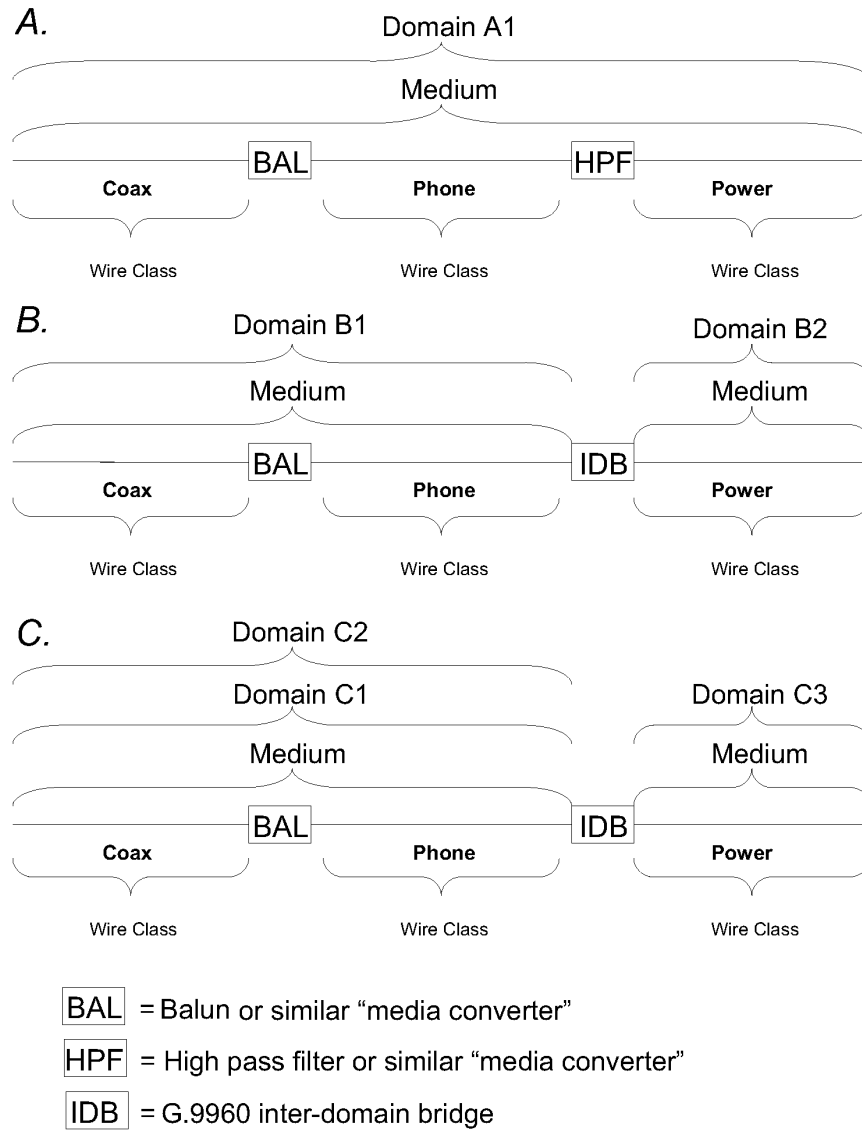 A.
Domain A1
Medium
BAL HPF
Coax Phone Power
Wire Class Wire Class Wire Class
B.
Domain B1 Domain B2
Medium Medium
BAL IDB
Coax Phone Power
Wire Class Wire Class Wire Class
C.
Domain C2
Domain C1 Domain C3
Medium Medium
BAL IDB
Coax Phone Power
Wire Class Wire Class Wire Class
BAL = Balun or similar “media converter”
HPF = High pass filter or similar “media converter”
IDB = G.9960 inter-domain bridge